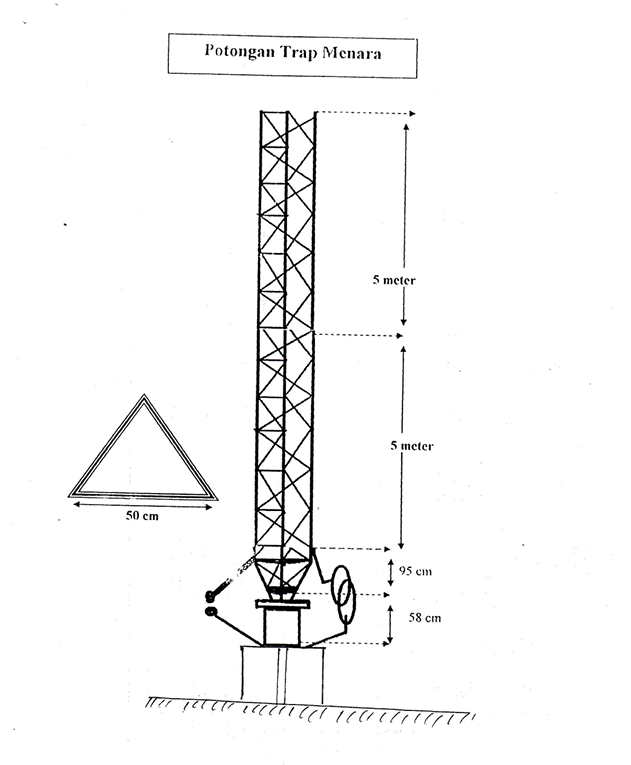 Potongan Trap Menara
5 meter
5 meter
50 cm
95 cm
58 cm